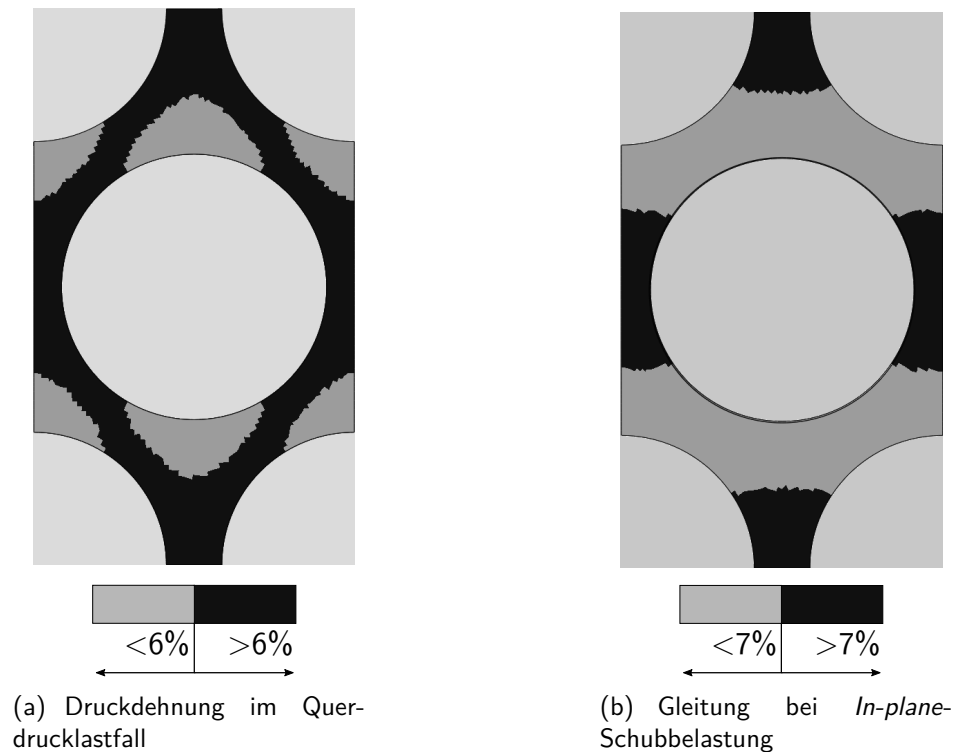 <6% >6%
(a) Druckdehnung im Quer-
drucklastfall
<7% >7%
(b) Gleitung bei In-plane-
Schubbelastung